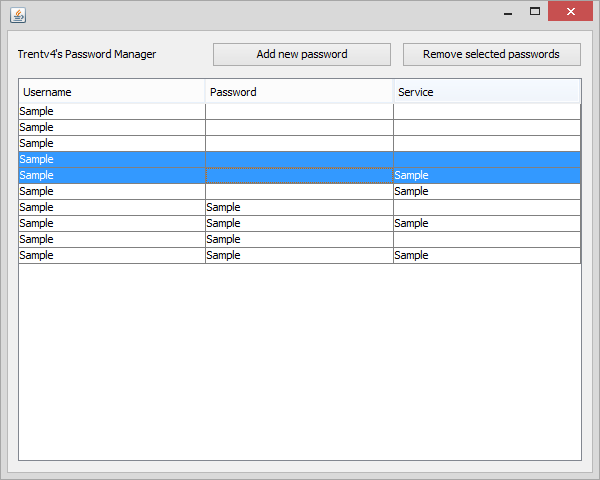 Trentv4's Password Manager Add new password Remove selected passwords
Username Password Service
Sample
Sample
Sample
Sample
Sample Sample
Sample Sample
Sample Sample
Sample Sample Sample
Sample Sample
Sample Sample Sample